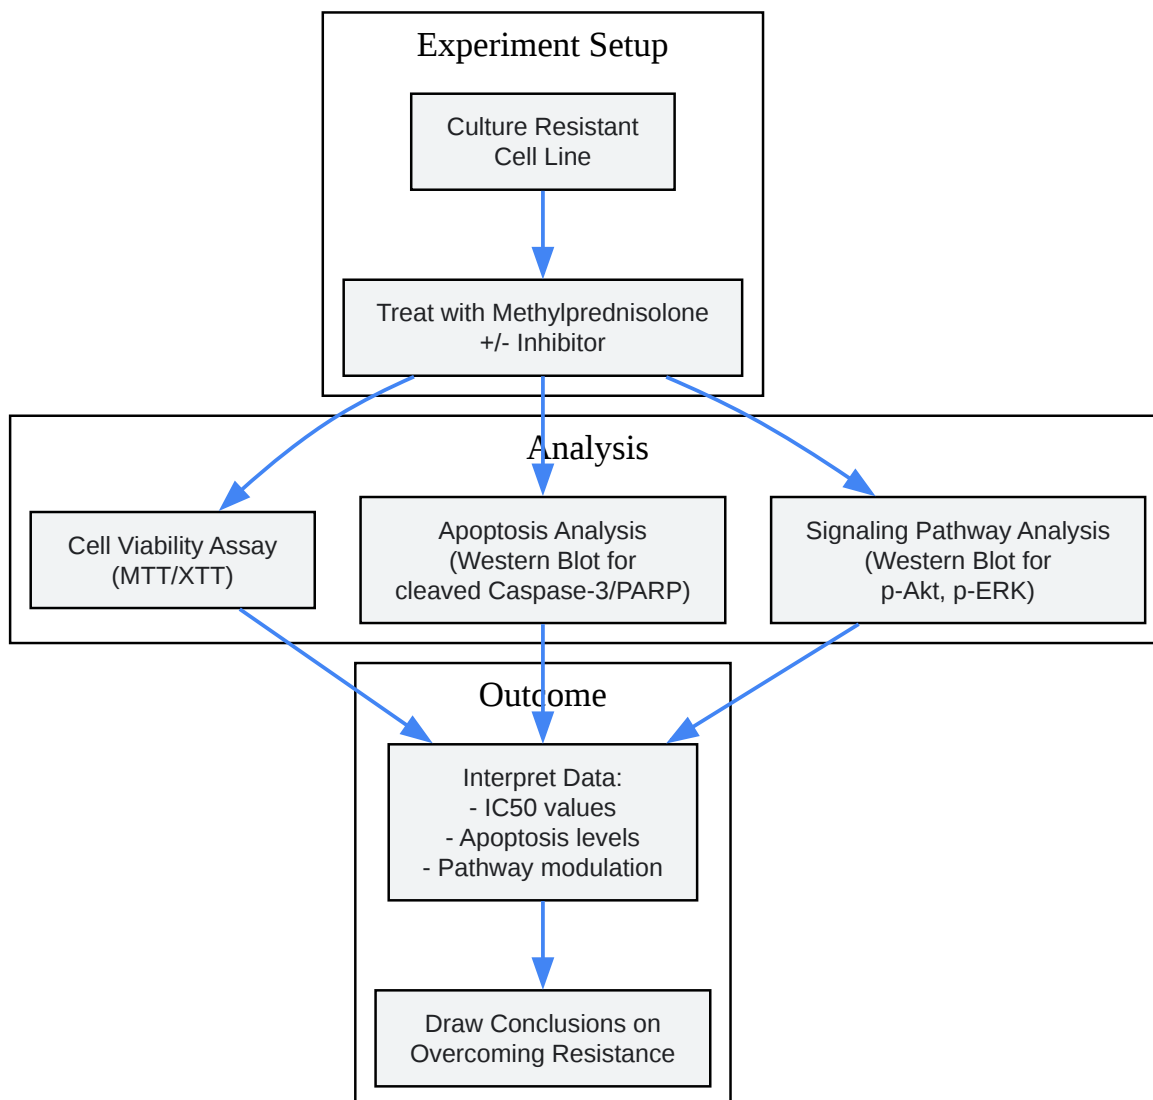 Experiment Setup
Culture Resistant
Cell Line
Treat with Methylprednisolone
+/- Inhibitor
Analysis
Cell Viability Assay
(MTT/XTT)
Apoptosis Analysis
(Western Blot for
cleaved Caspase-3/PARP)
Signaling Pathway Analysis
(Western Blot for
p-Akt, p-ERK)
Outcome
Interpret Data:
- IC50 values
- Apoptosis levels
- Pathway modulation
Draw Conclusions on
Overcoming Resistance